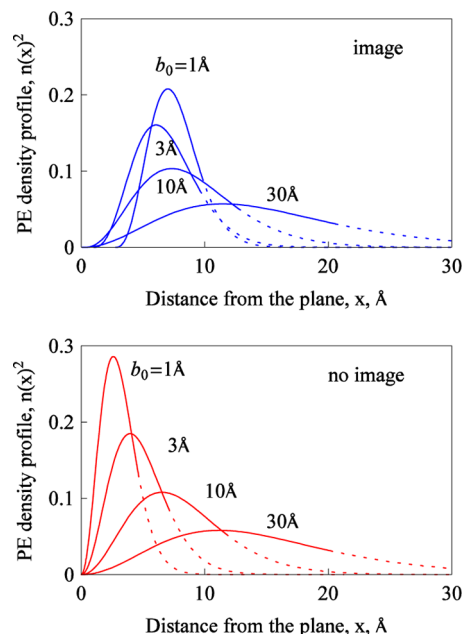 PE density profile, n(x)²
0.3
0.2
0.1
0
image
b₀=1Å
3Å
10Å
30Å
0
10
20
30
Distance from the plane, x, Å
PE density profile, n(x)²
0.3
0.2
0.1
0
no image
b₀=1Å
3Å
10Å
30Å
0
10
20
30
Distance from the plane, x, Å